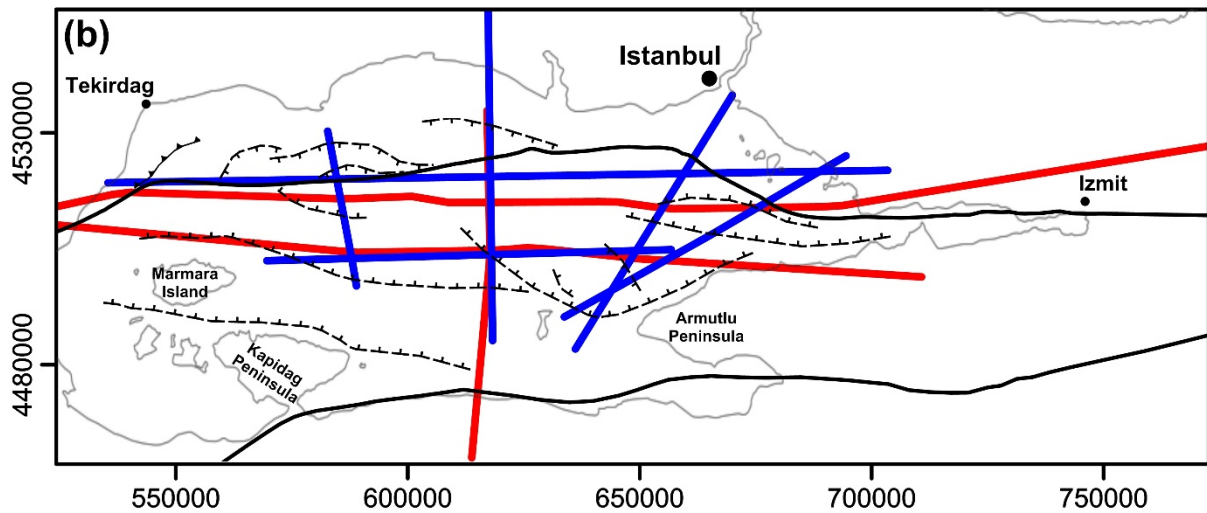 (b)
Istanbul
Tekirdag
4530000
Izmit
Marmara
Island
Armutlu
Peninsula
Kapidag
Peninsula
4480000
550000
600000
650000
700000
750000